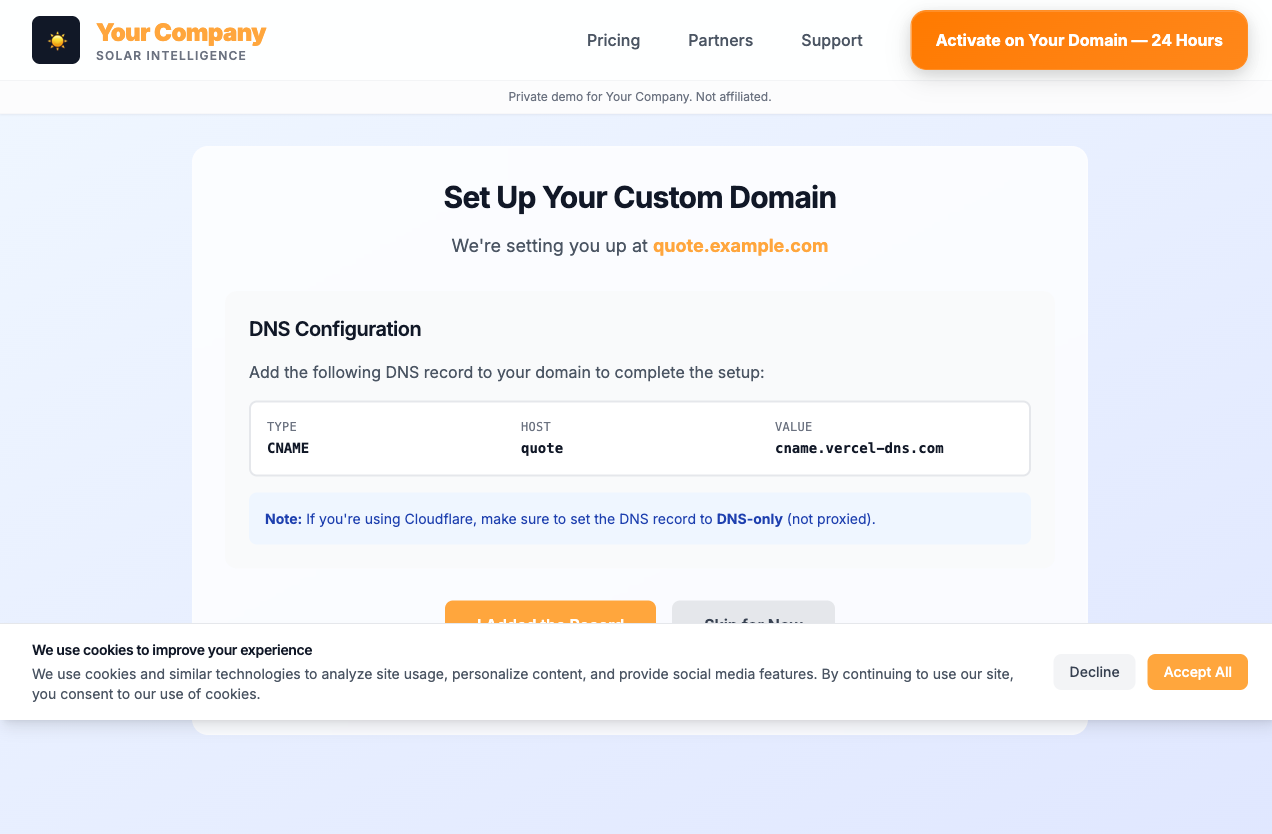 Your Company
SOLAR INTELLIGENCE
Pricing
Partners
Support
Activate on Your Domain — 24 Hours
Private demo for Your Company. Not affiliated.
Set Up Your Custom Domain
We're setting you up at quote.example.com
DNS Configuration
Add the following DNS record to your domain to complete the setup:
TYPE
CNAME
HOST
quote
VALUE
cname.vercel-dns.com
Note: If you're using Cloudflare, make sure to set the DNS record to DNS-only (not proxied).
I Added the Record
Skip for Now
We use cookies to improve your experience
We use cookies and similar technologies to analyze site usage, personalize content, and provide social media features. By continuing to use our site,
you consent to our use of cookies.
Decline
Accept All